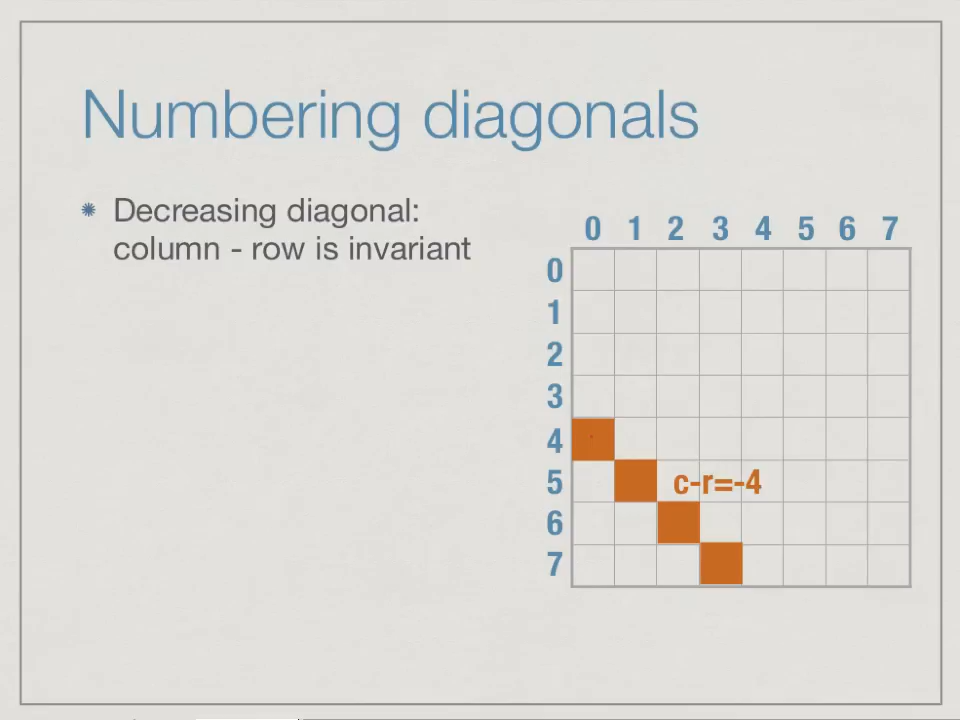 Numbering diagonals
Decreasing diagonal:
column - row is invariant
0 1 2 3 4 5 6 7
0
1
2
3
4
5
c-r=-4
6
7